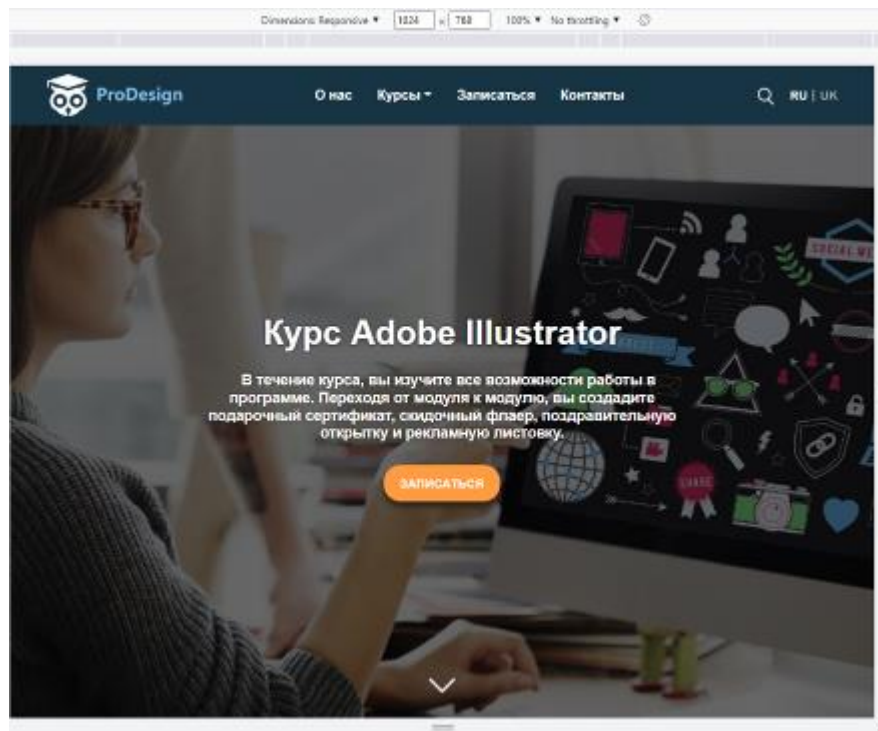 Dimensions: Responsive ▼ 1024 x 768 100% ▼ No throttling ▼
ProDesign О нас Курсы Записаться Контакты RU | UK
SOCIAL ME
Курс Adobe Illustrator
В течение курса, вы изучите все возможности работы в
программе. Переходя от модуля к модулю, вы создадите
подарочный сертификат, скидочный флаер, поздравительную
открытку и рекламную листовку.
ЗАПИСАТЬСЯ
SHARE